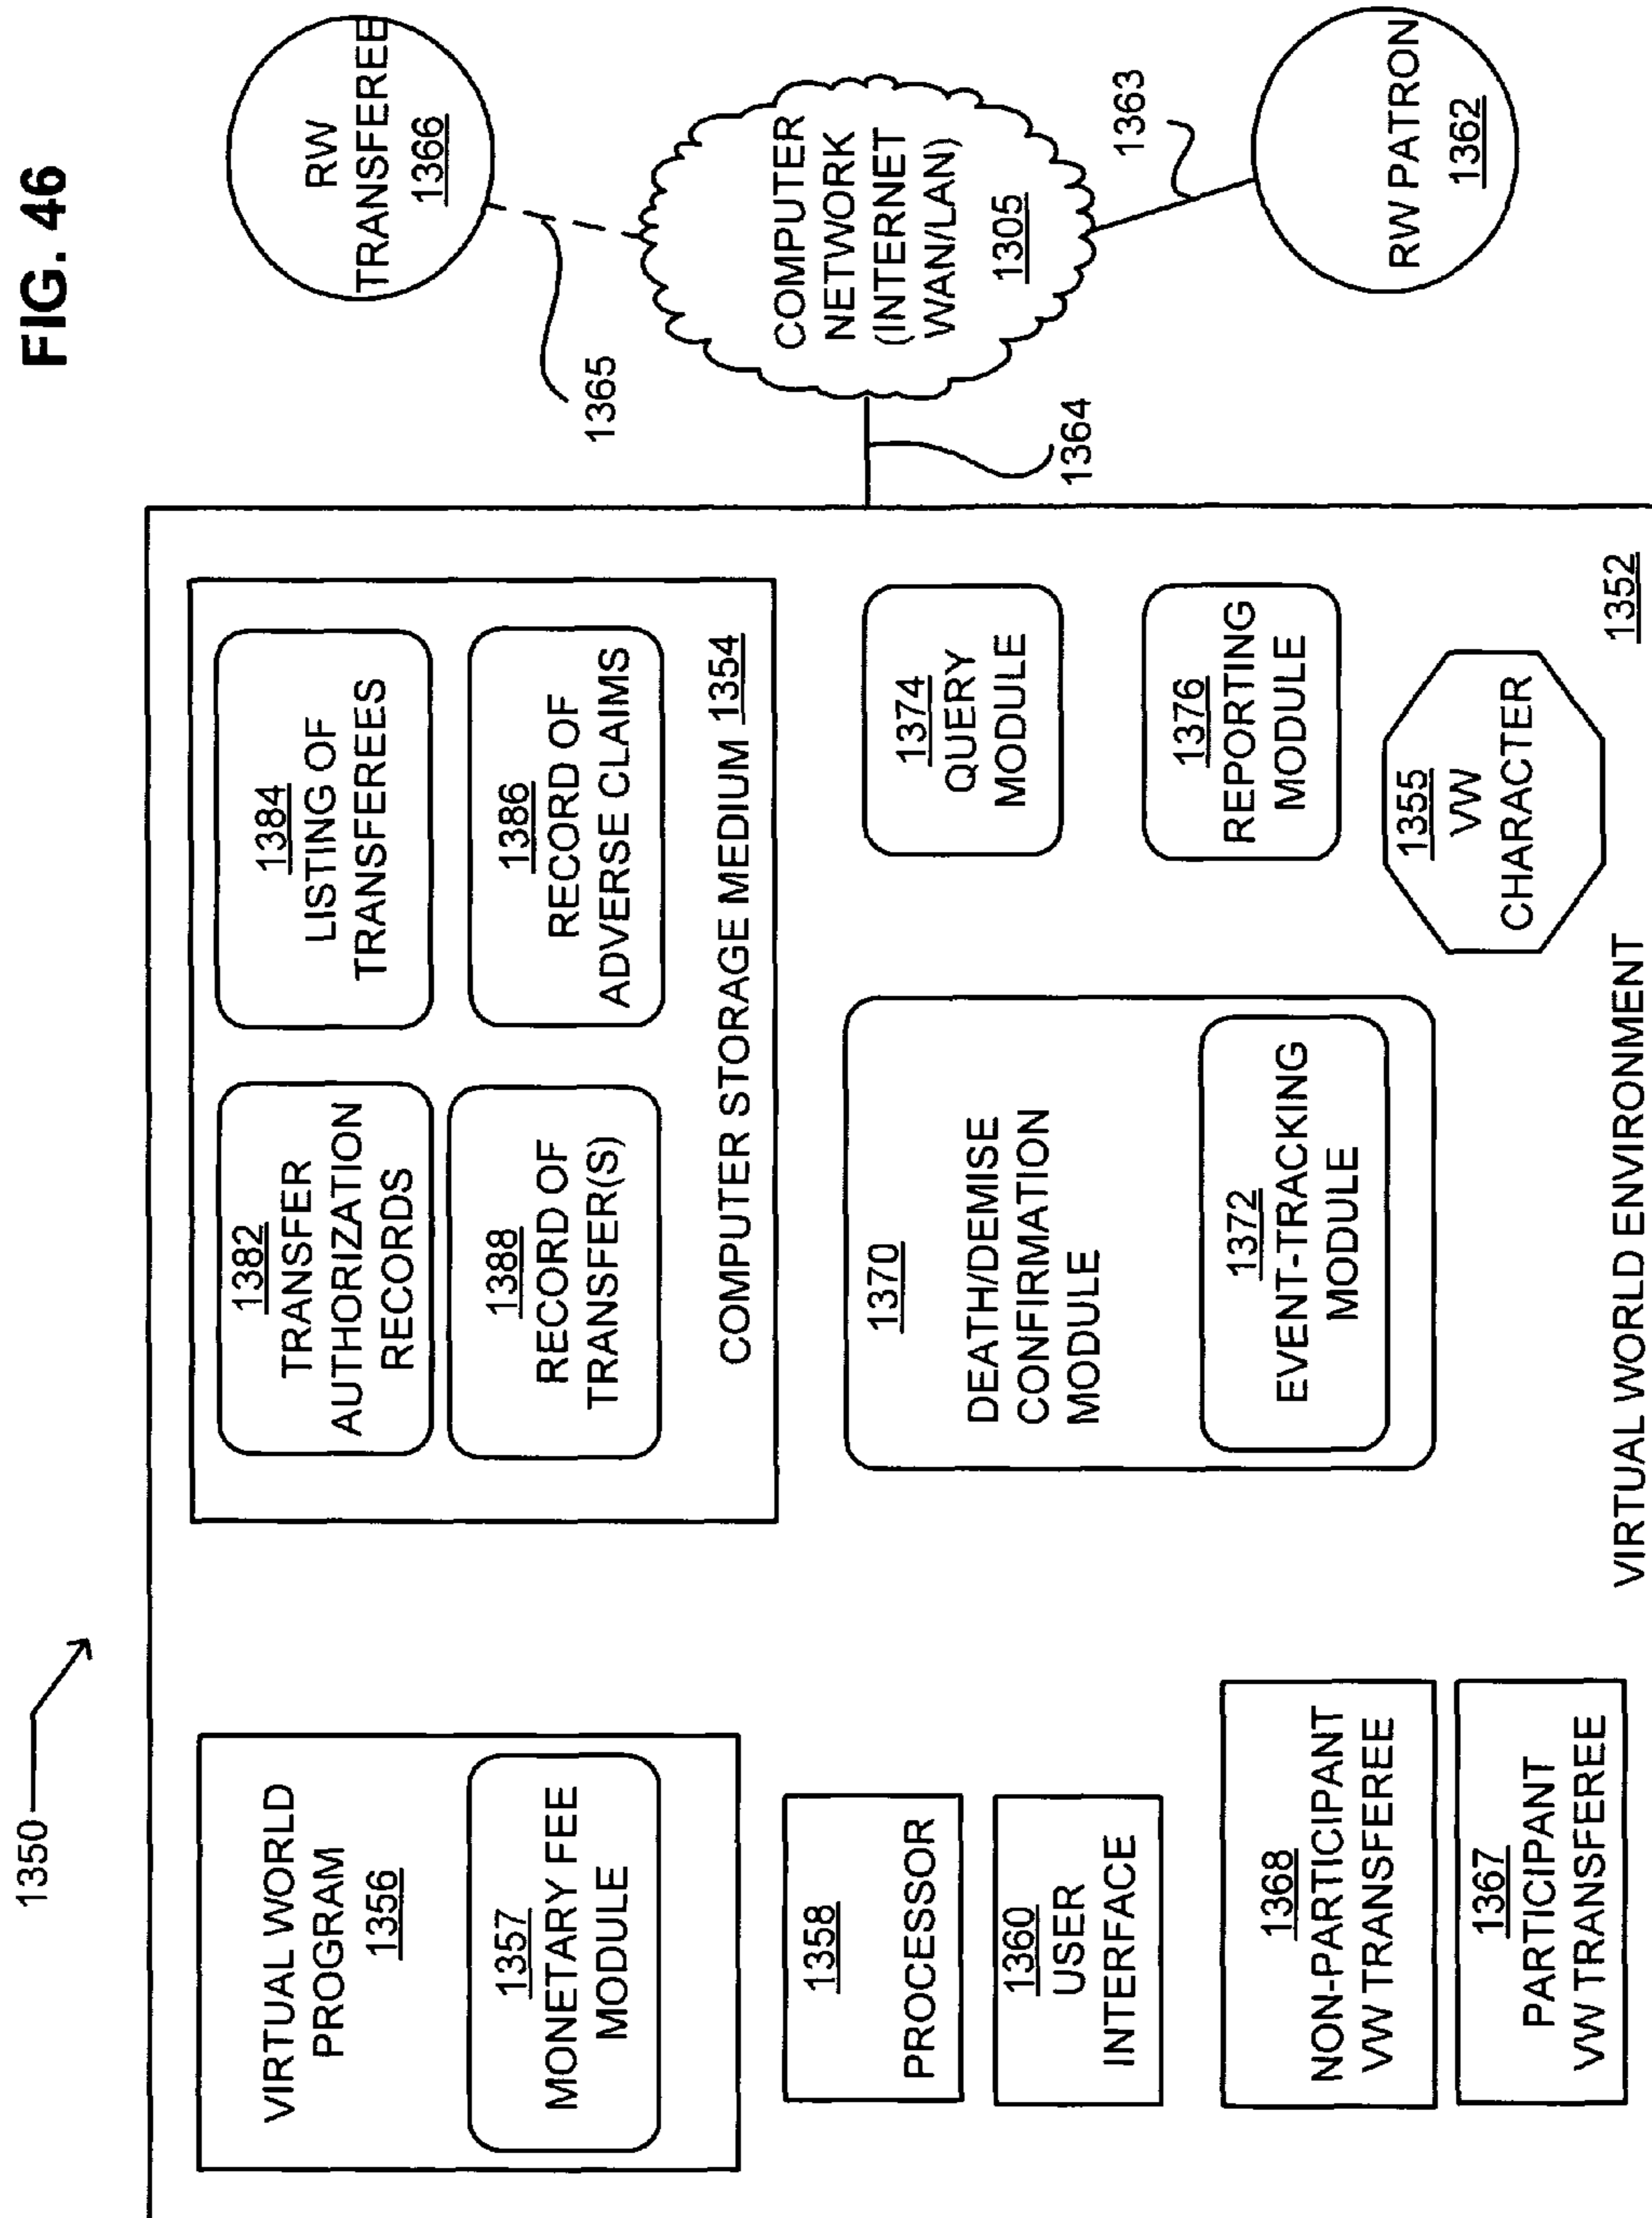 FIG. 46
1350
VIRTUAL WORLD
PROGRAM
1356
1357
MONETARY FEE
MODULE
1358
PROCESSOR
1360
USER
INTERFACE
1368
NON-PARTICIPANT
VW TRANSFEREE
1367
PARTICIPANT
VW TRANSFEREE
1382
TRANSFER
AUTHORIZATION
RECORDS
1384
LISTING OF
TRANSFEREES
1388
RECORD OF
TRANSFER(S)
1386
RECORD OF
ADVERSE CLAIMS
COMPUTER STORAGE MEDIUM 1354
1370
DEATH/DEMISE
CONFIRMATION
MODULE
1372
EVENT-TRACKING
MODULE
1374
QUERY
MODULE
1376
REPORTING
MODULE
1355
VW
CHARACTER
VIRTUAL WORLD ENVIRONMENT
1352
RW
TRANSFEREE
1366
1365
COMPUTER
NETWORK
(INTERNET
WAN/LAN)
1305
1364
1363
RW PATRON
1362